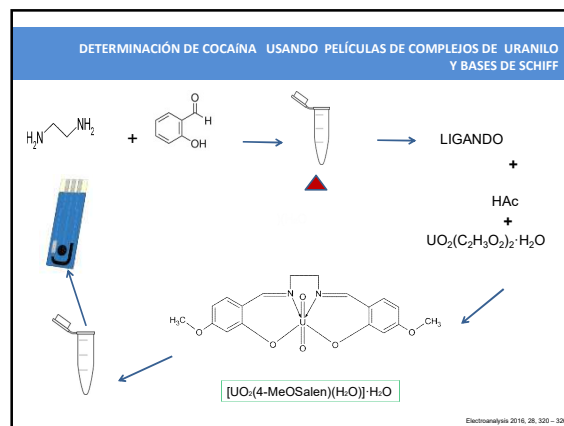 DETERMINACIÓN DE COCAíNA USANDO PELÍCULAS DE COMPLEJOS DE URANILO
Y BASES DE SCHIFF
H₂N
NH₂
+
O
H
OH
LIGANDO
+
HAc
+
UO₂(C₂H₃O₂)₂·H₂O
O
N
U
N
O
H₃C
O
O
O
O
CH₃
[UO₂(4-MeOSalen)(H₂O)]·H₂O
Electroanalysis 2016, 28, 320 – 326